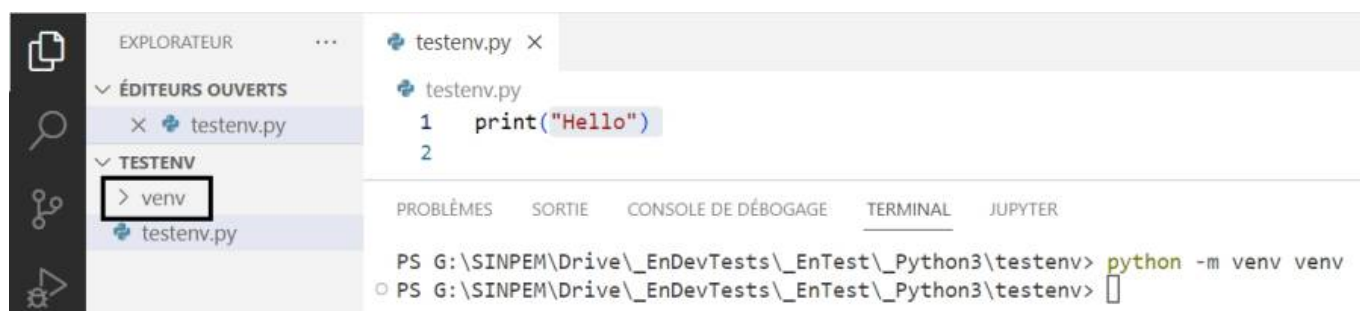 EXPLORATEUR ...
ÉDITEURS OUVERTS
testenv.py
TESTENV
venv
testenv.py
testenv.py
testenv.py
1 print("Hello")
2
PROBLÈMES SORTIE CONSOLE DE DÉBOGAGE TERMINAL JUPYTER
PS G:\SINPEM\Drive\_EnDevTests\_EnTest\_Python3\testenv> python -m venv venv
PS G:\SINPEM\Drive\_EnDevTests\_EnTest\_Python3\testenv>